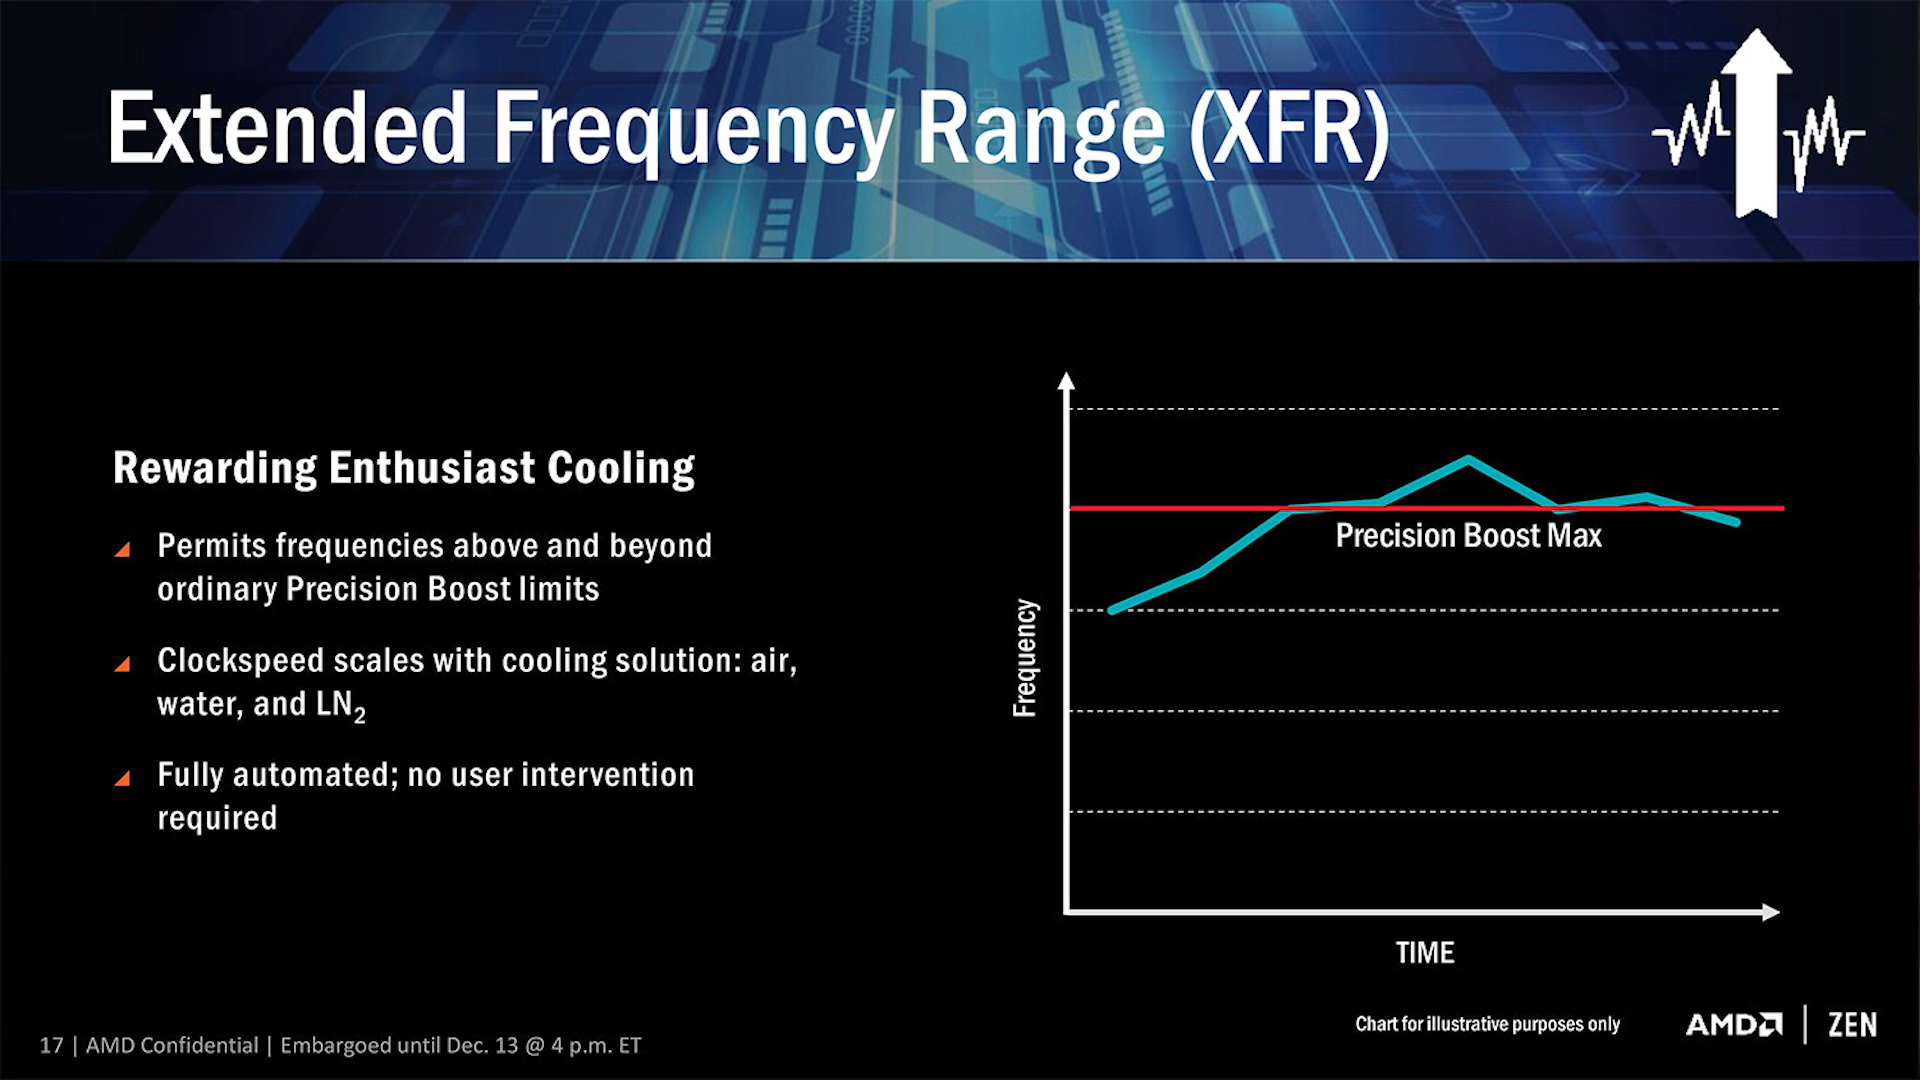 Extended Frequency Range (XFR)
Rewarding Enthusiast Cooling
Permits frequencies above and beyond
ordinary Precision Boost limits
Clockspeed scales with cooling solution: air,
water, and LN₂
Fully automated; no user intervention
required
Frequency
Precision Boost Max
TIME
Chart for illustrative purposes only
AMD | ZEN
17 | AMD Confidential | Embargoed until Dec. 13 @ 4 p.m. ET